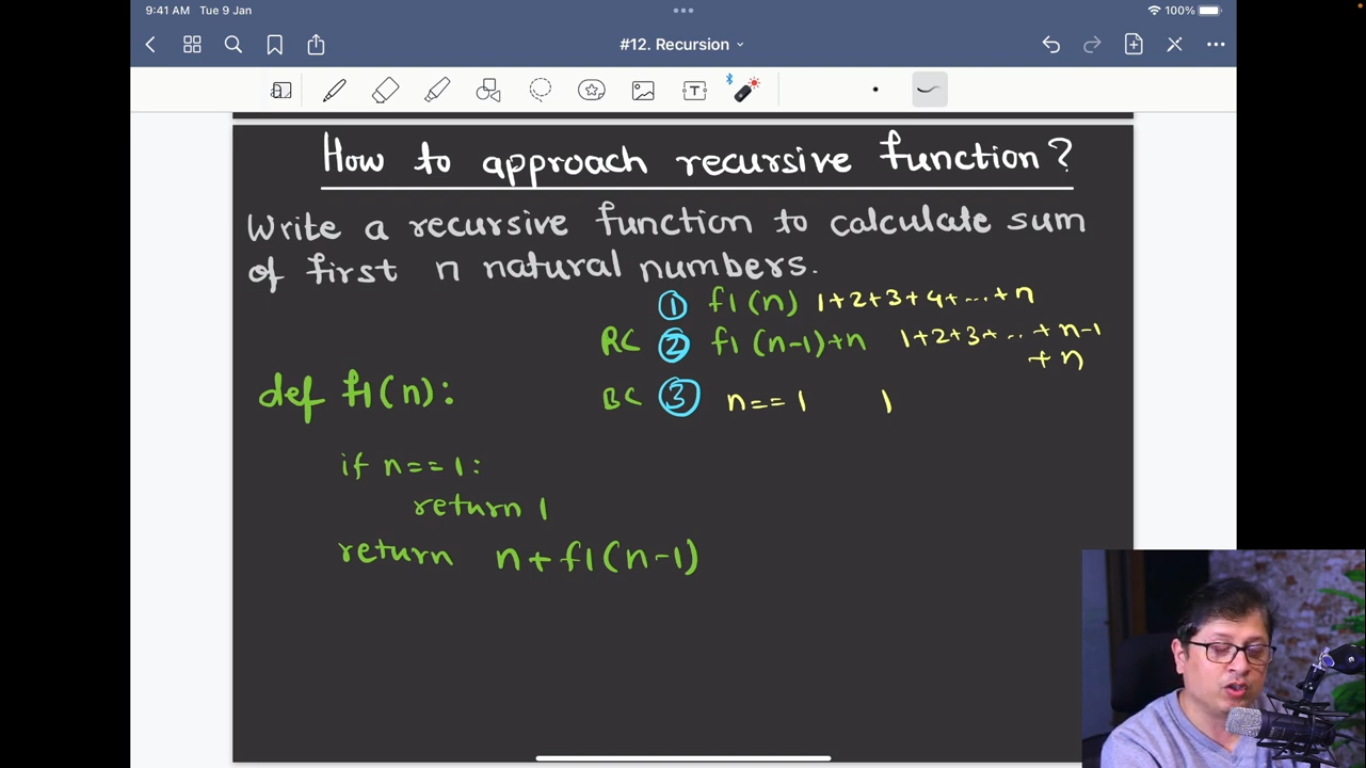 9:41 AM Tue 9 Jan
100%
#12. Recursion
T
How to approach recursive function?
Write a recursive function to calculate sum
of first n natural numbers.
① f1(n) 1+2+3+4+...+n
RC ② f1(n-1)+n 1+2+3+...+n-1
+n
def f1(n):
BC ③ n==1 1
if n==1:
return 1
return n+f1(n-1)